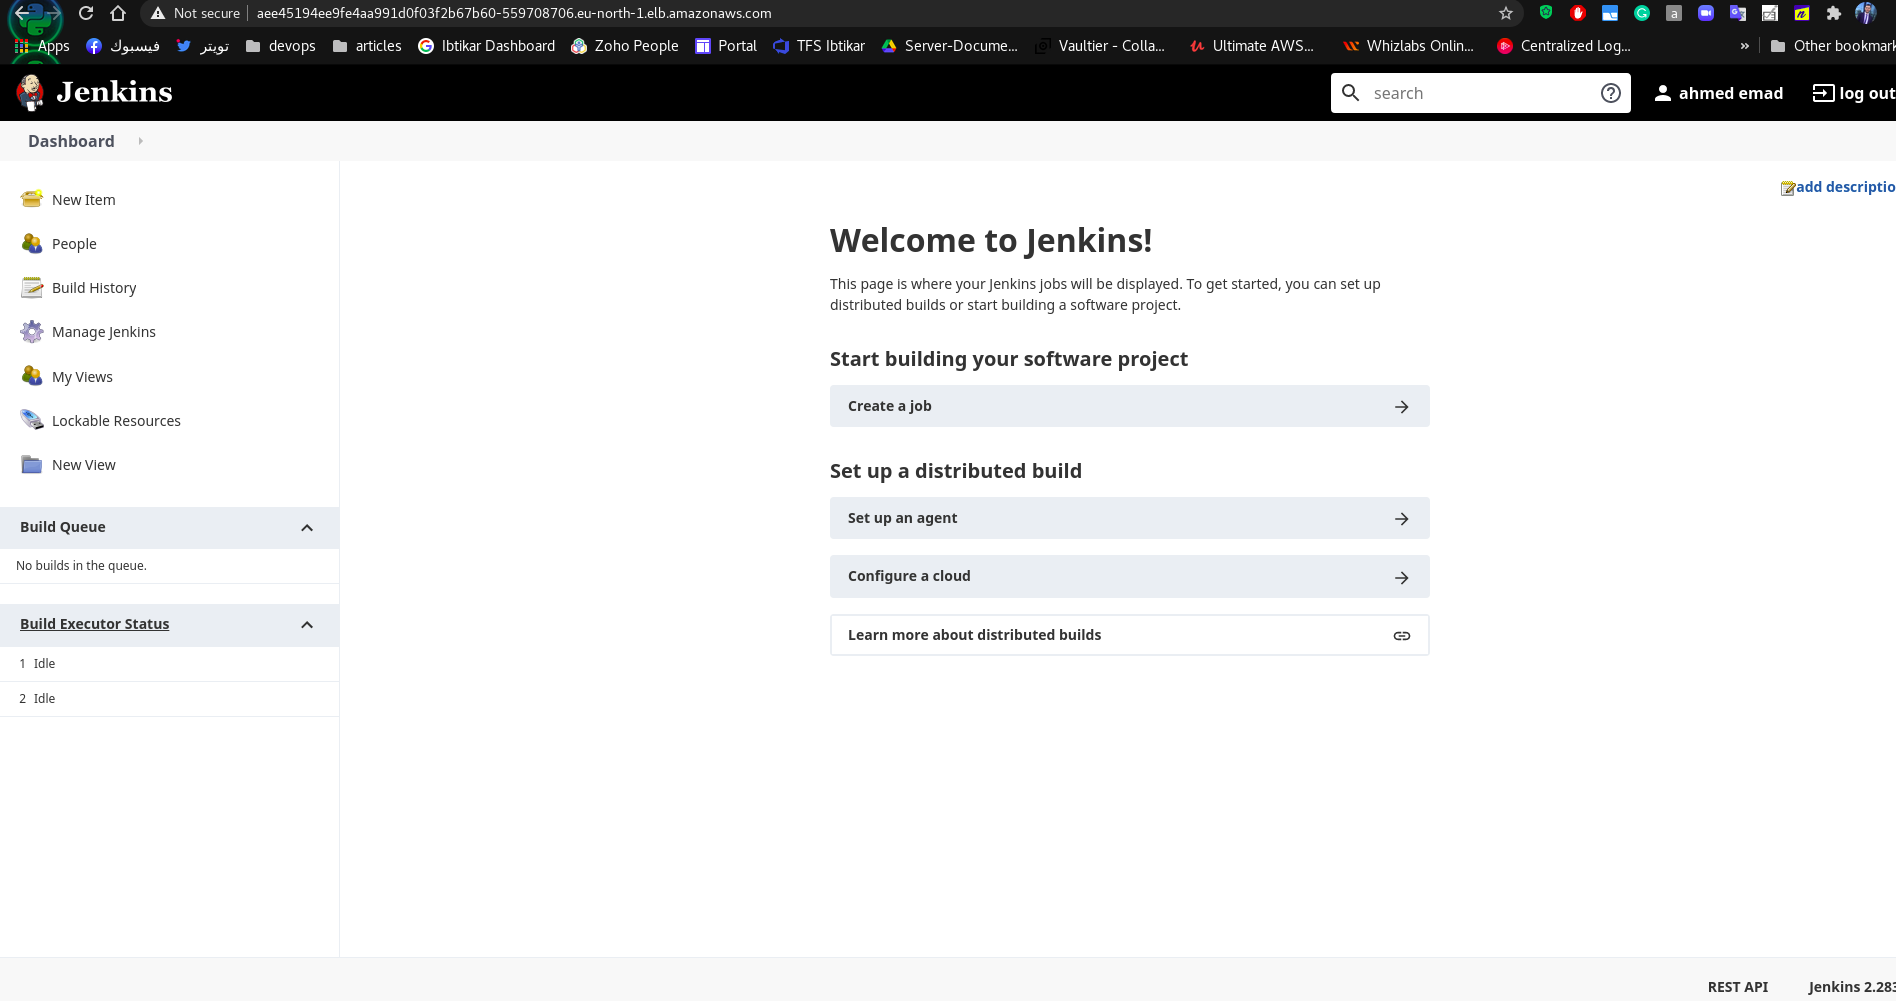 Not secure aee45194ee9fe4aa991d0f03f2b67b60-559708706.eu-north-1.elb.amazonaws.com
Apps فيسبوك تويتر devops articles Ibtikar Dashboard Zoho People Portal TFS Ibtikar Server-Docume... Vaultier - Colla... Ultimate AWS... Whizlabs Onlin... Centralized Log... » Other bookmark
Jenkins search ahmed emad log out
Dashboard
add descriptio
New Item
People
Build History
Manage Jenkins
My Views
Lockable Resources
New View
Build Queue
No builds in the queue.
Build Executor Status
1 Idle
2 Idle
Welcome to Jenkins!
This page is where your Jenkins jobs will be displayed. To get started, you can set up
distributed builds or start building a software project.
Start building your software project
Create a job
Set up a distributed build
Set up an agent
Configure a cloud
Learn more about distributed builds
REST API Jenkins 2.283